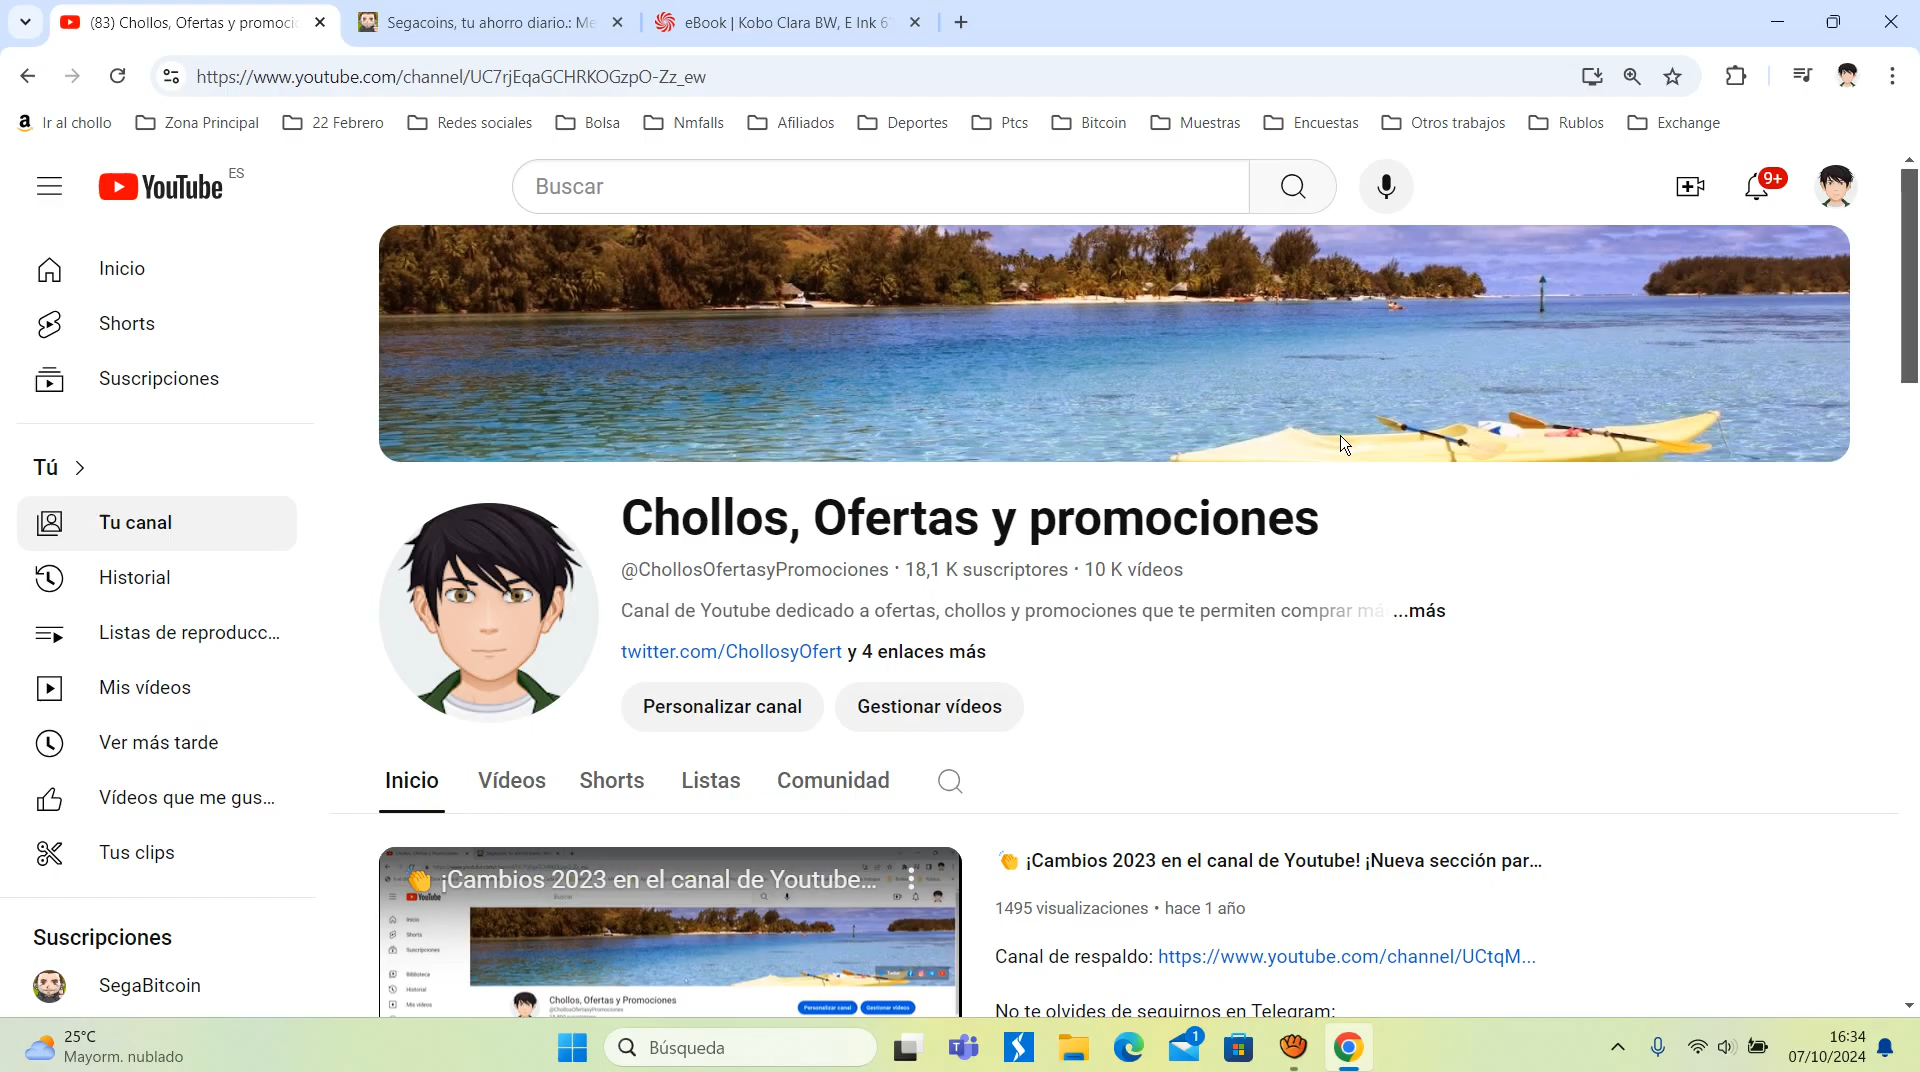 (83) Chollos, Ofertas y promoci
Segacoins, tu ahorro diario.: Me
eBook | Kobo Clara BW, E Ink 6
https://www.youtube.com/channel/UC7rjEqaGCHRKOGzpO-Zz_ew
Ir al chollo
Zona Principal
22 Febrero
Redes sociales
Bolsa
Nmfalls
Afiliados
Deportes
Ptcs
Bitcoin
Muestras
Encuestas
Otros trabajos
Rublos
Exchange
YouTube ES
Buscar
9+
Inicio
Shorts
Suscripciones
Tú
Tu canal
Historial
Listas de reproducc...
Mis vídeos
Ver más tarde
Vídeos que me gus...
Tus clips
Suscripciones
SegaBitcoin
Chollos, Ofertas y promociones
@ChollosOfertasyPromociones · 18,1 K suscriptores · 10 K vídeos
Canal de Youtube dedicado a ofertas, chollos y promociones que te permiten comprar má ...más
twitter.com/ChollosyOfert y 4 enlaces más
Personalizar canal
Gestionar vídeos
Inicio
Vídeos
Shorts
Listas
Comunidad
👏 ¡Cambios 2023 en el canal de Youtube...
YouTube
Buscar
Inicio
Shorts
Suscripciones
Biblioteca
Historial
Mis vídeos
Twitter
Chollos, Ofertas y Promociones
@ChollosOfertasyPromociones
Personalizar canal
Gestionar vídeos
👏 ¡Cambios 2023 en el canal de Youtube! ¡Nueva sección par...
1495 visualizaciones · hace 1 año
Canal de respaldo: https://www.youtube.com/channel/UCtqM...
No te olvides de seguirnos en Telegram:
25°C
Mayorm. nublado
Búsqueda
1
16:34
07/10/2024